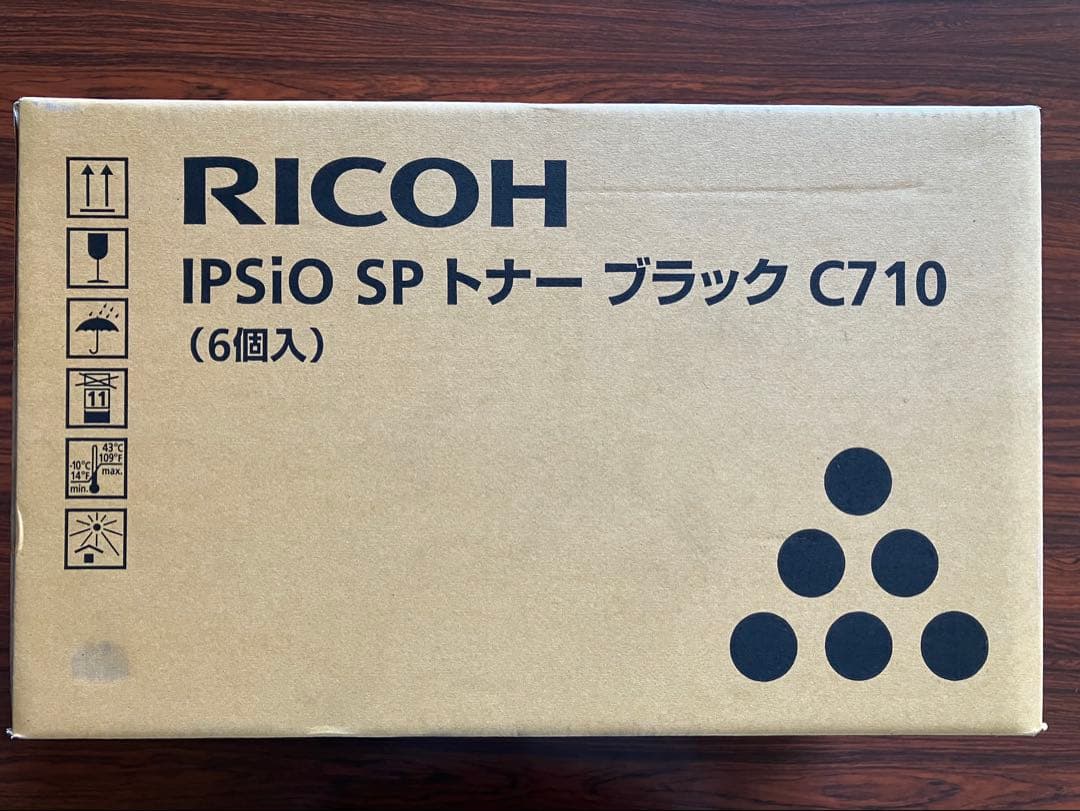 RICOH
IPSiO SP トナー ブラック C710
（6個入）
11
43°C
109°F
max.
-10°C
14°F
min.